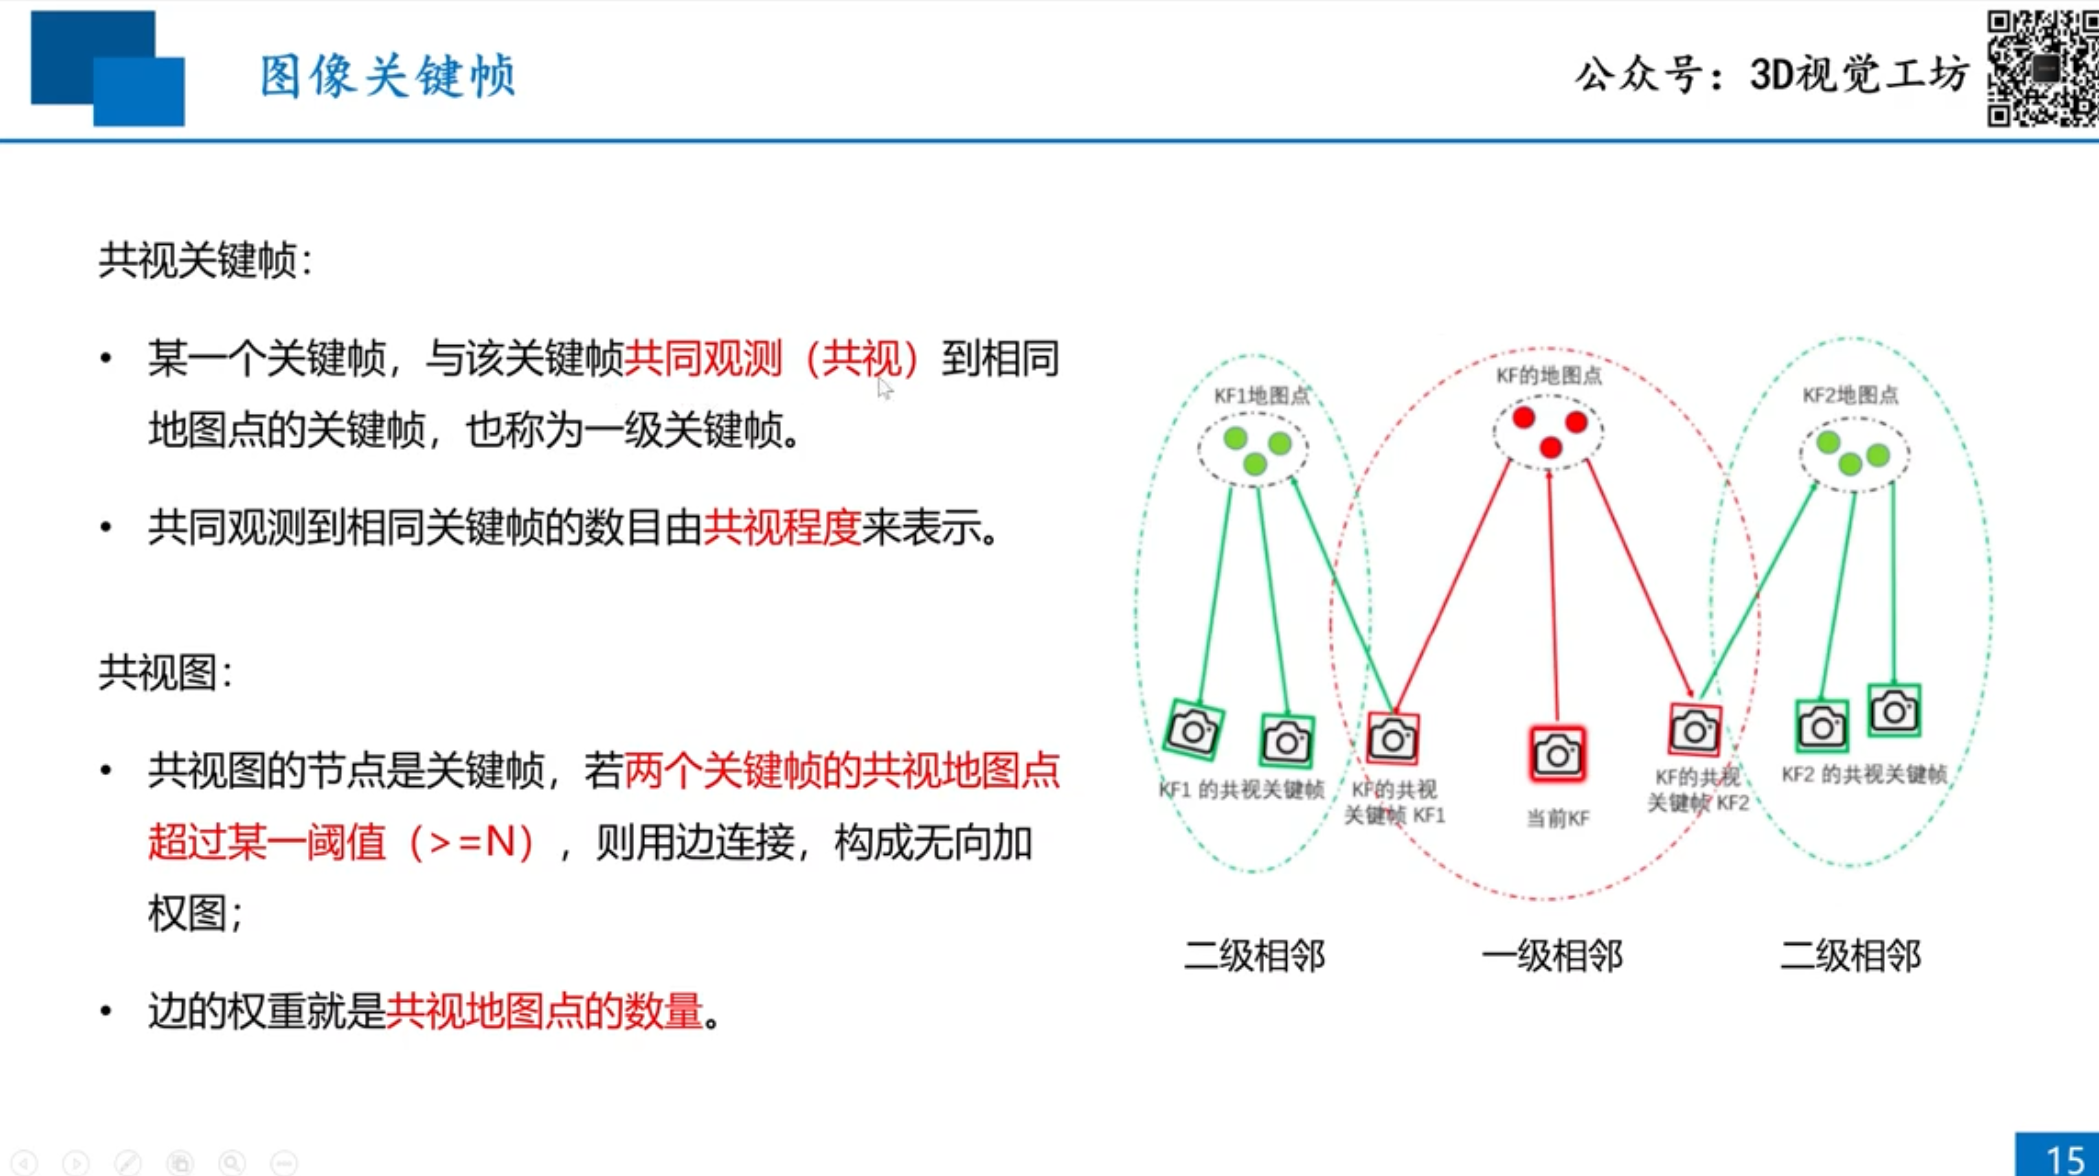 图像关键帧
公众号：3D视觉工坊
共视关键帧：
• 某一个关键帧，与该关键帧共同观测（共视）到相同
地图点的关键帧，也称为一级关键帧。
• 共同观测到相同关键帧的数目由共视程度来表示。
共视图：
• 共视图的节点是关键帧，若两个关键帧的共视地图点
超过某一阈值（>=N），则用边连接，构成无向加
权图；
• 边的权重就是共视地图点的数量。
KF1地图点
KF的地图点
KF2地图点
KF1 的共视关键帧
KF的共视
关键帧 KF1
当前KF
KF的共视
关键帧 KF2
KF2 的共视关键帧
二级相邻
一级相邻
二级相邻
15